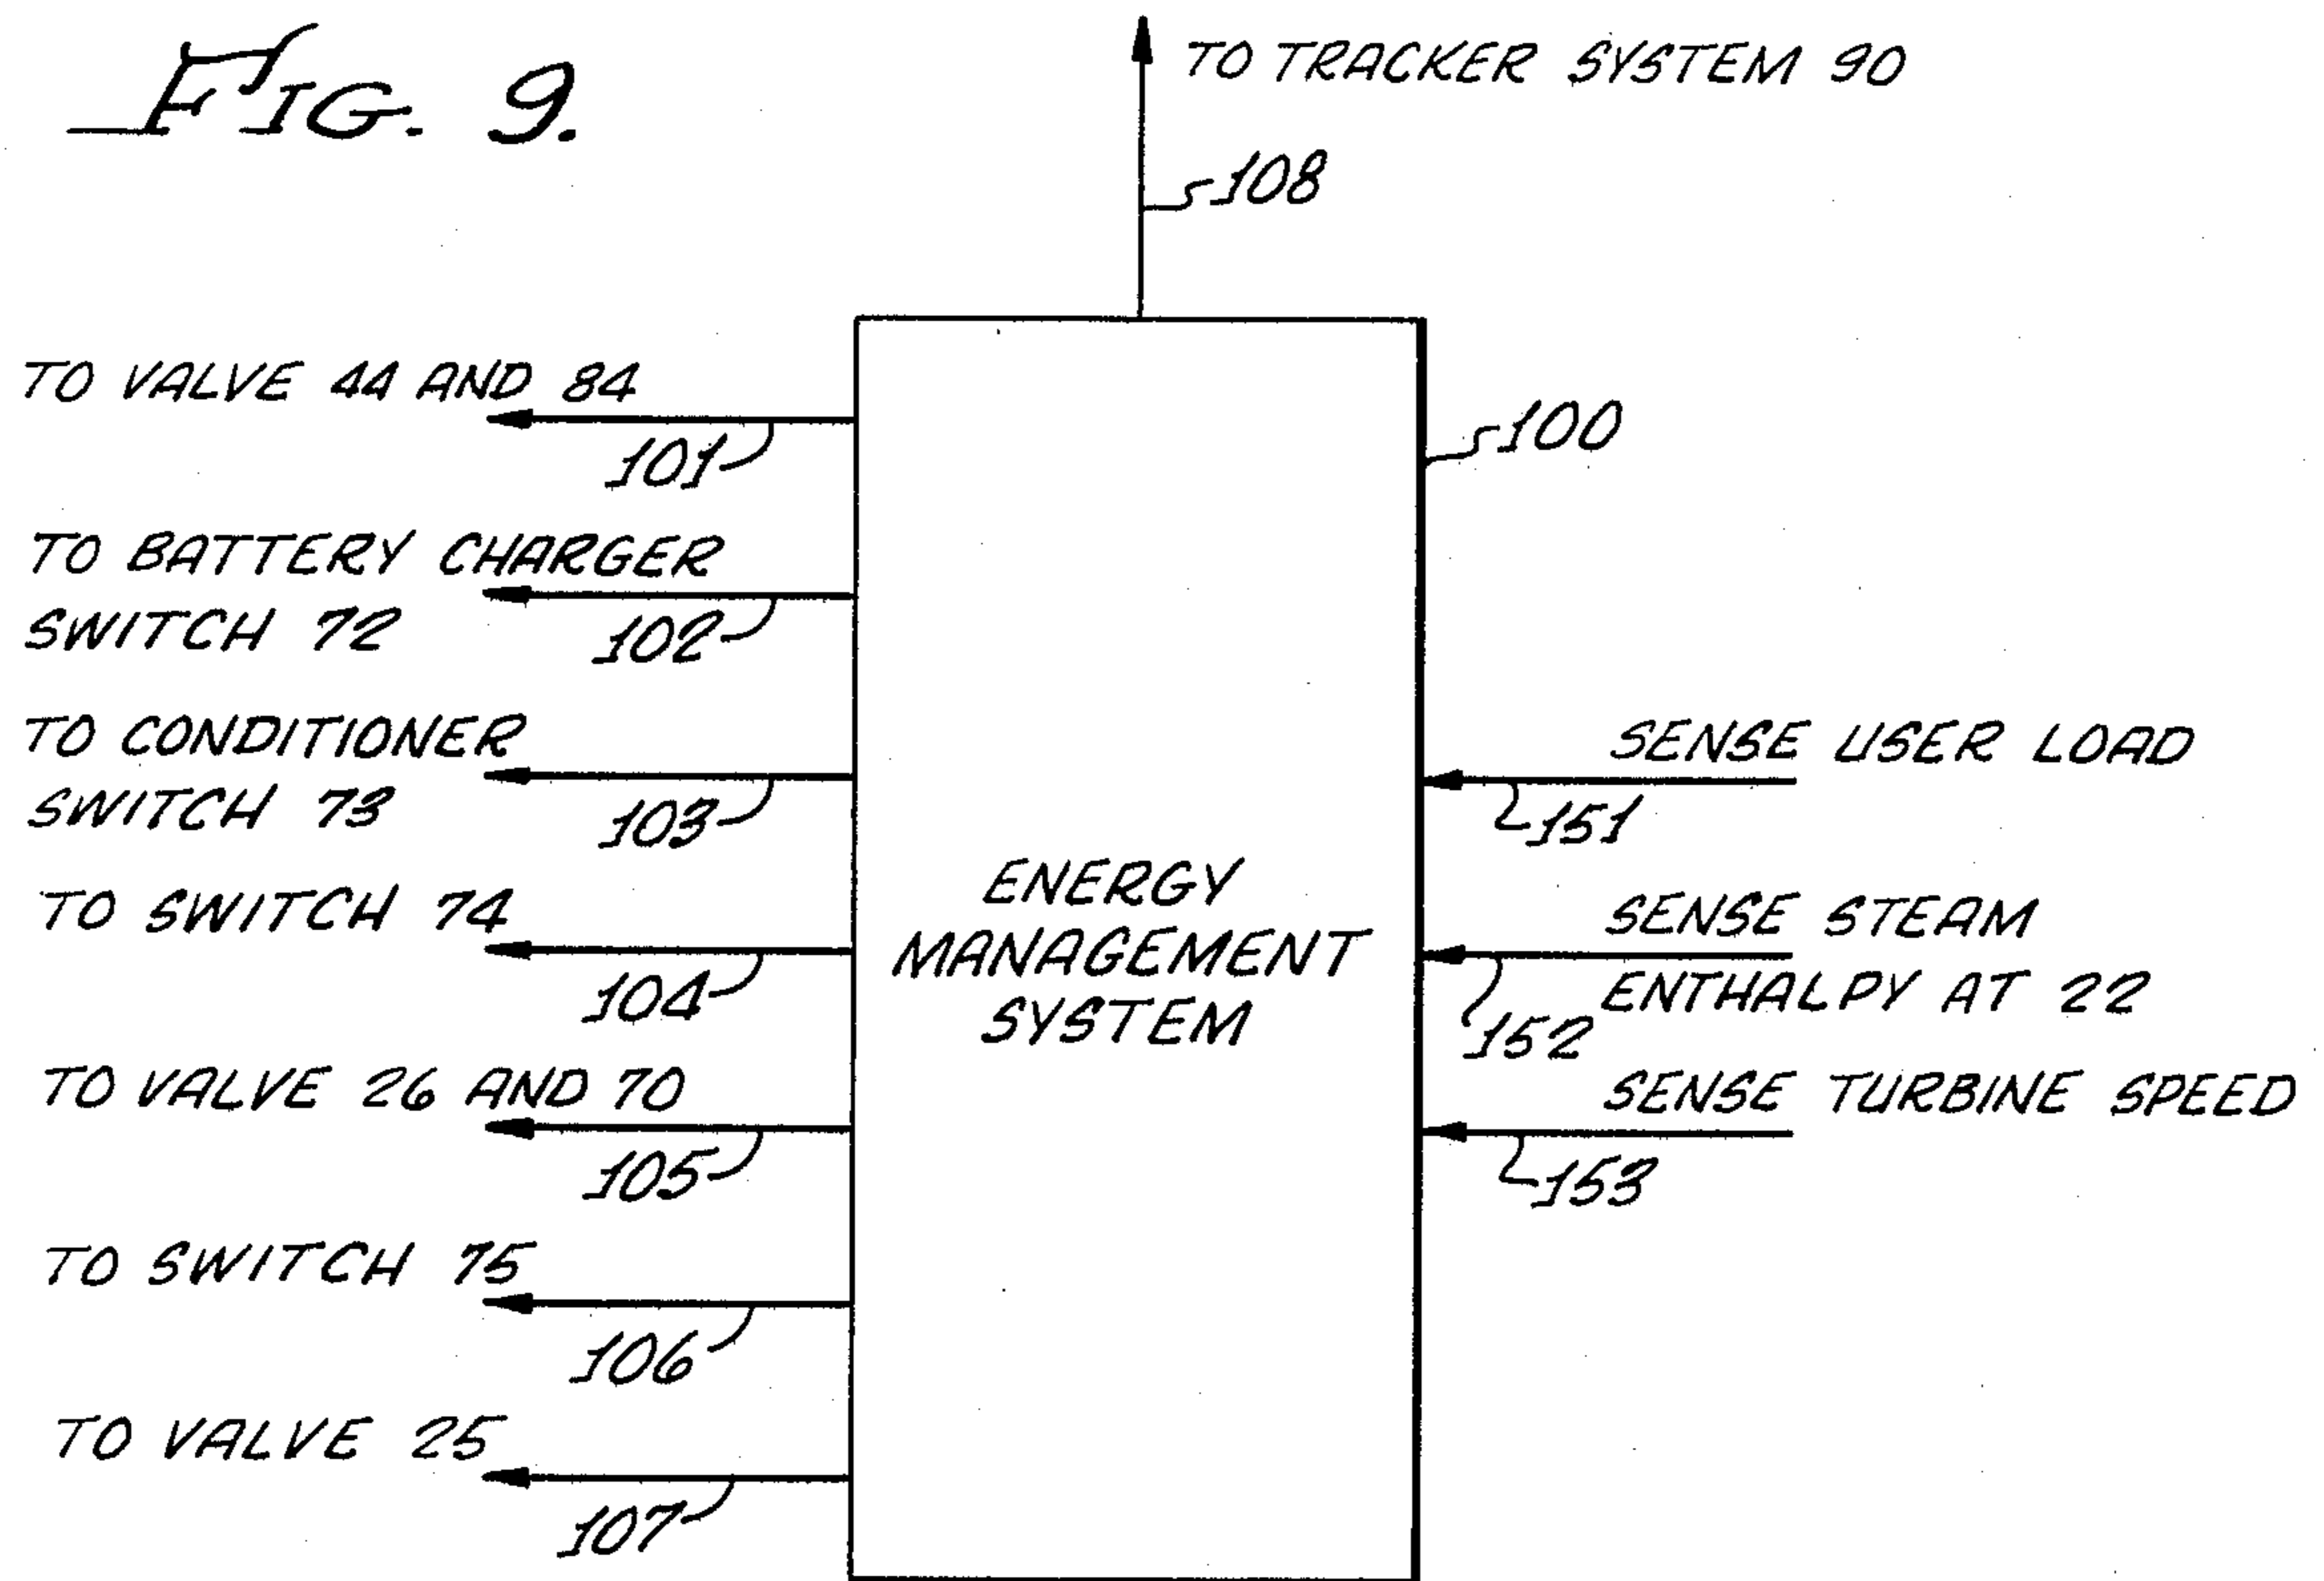 FIG. 9.
TO TRACKER SYSTEM 90
108
TO VALVE 44 AND 84
101
100
TO BATTERY CHARGER
SWITCH 72
102
TO CONDITIONER
SWITCH 73
103
SENSE USER LOAD
151
TO SWITCH 74
104
ENERGY
MANAGEMENT
SYSTEM
SENSE STEAM
ENTHALPY AT 22
152
TO VALVE 26 AND 70
105
SENSE TURBINE SPEED
153
TO SWITCH 75
106
TO VALVE 25
107